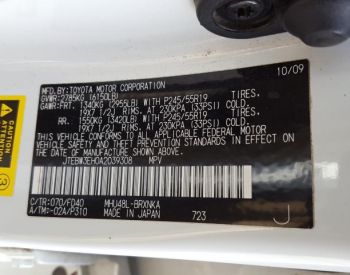 10/09
MFD.BY:TOYOTA MOTOR CORPORATION
GVWR:2785KG (6150LB)
GAWR:FRT. 1340KG (2955LB) WITH P245/55R19 TIRES.
19X7 1/2J RIMS, AT 230KPA (33PSI) COLD.
RR. 1550KG (3420LB) WITH P245/55R19 TIRES.
19X7 1/2J RIMS, AT 230KPA (33PSI) COLD.
THIS VEHICLE CONFORMS TO ALL APPLICABLE FEDERAL MOTOR
VEHICLE SAFETY AND THEFT PREVENTION STANDARDS IN
EFFECT ON THE DATE OF MANUFACTURE SHOWN ABOVE.
JTEBW3EH0A2039308 MPV
C/TR:070/FD40 MHU48L-BRXNKA
A/TM:-02A/P310 MADE IN JAPAN 723 J
CAUTION